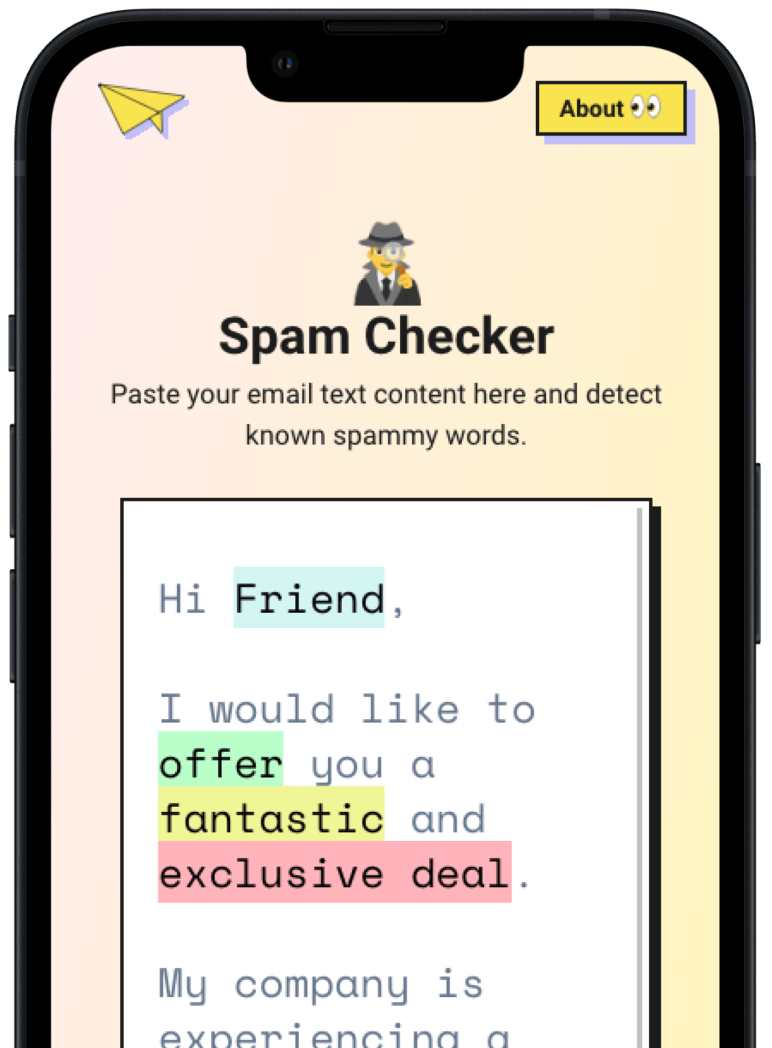 About 👀
Spam Checker
Paste your email text content here and detect
known spammy words.
Hi Friend,
I would like to
offer you a
fantastic and
exclusive deal.
My company is
experiencing a